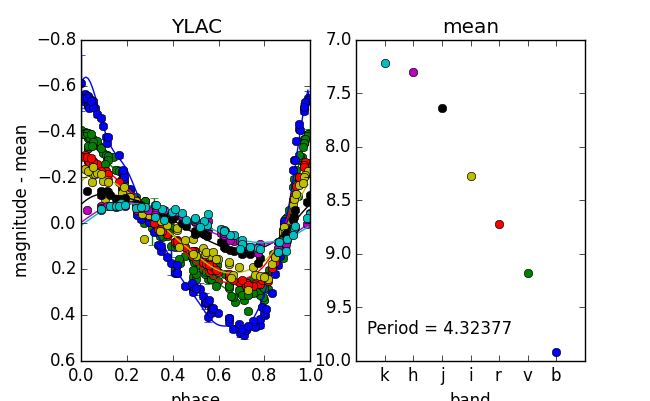 YLAC
mean
−0.8
−0.6
−0.4
−0.2
0.0
0.2
0.4
0.6
magnitude - mean
0.0 0.2 0.4 0.6 0.8 1.0
phase
7.0
7.5
8.0
8.5
9.0
9.5
10.0
Period = 4.32377
k h j i r v b
band